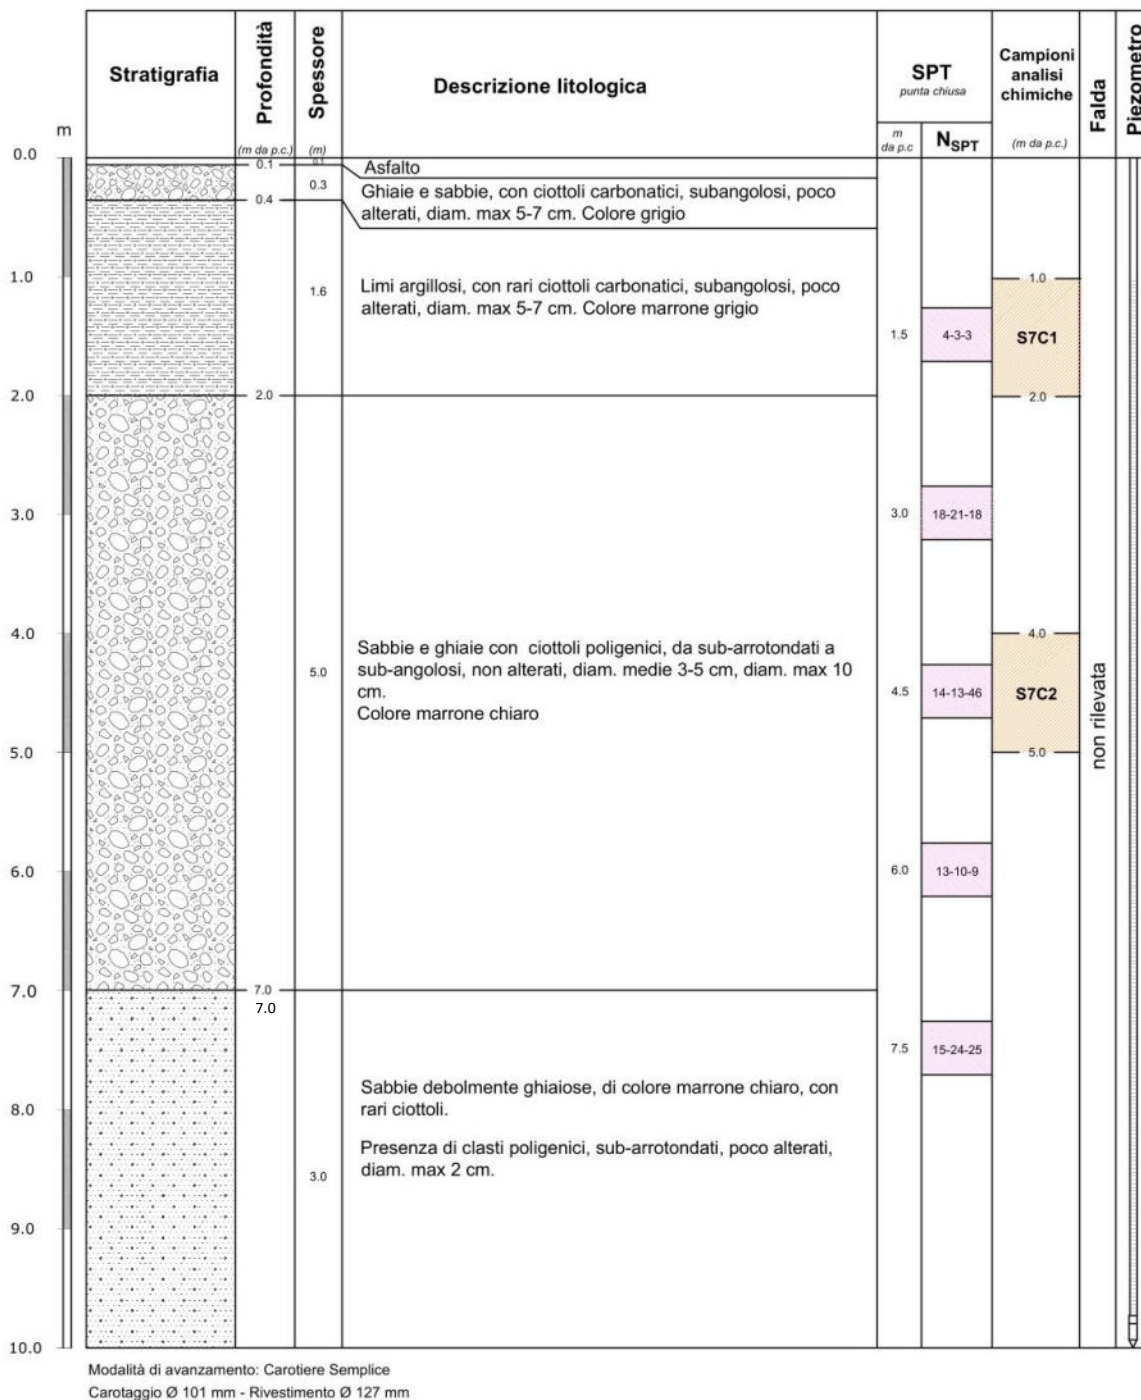 Stratigrafia
Profondità
(m da p.c.)
Spessore
(m)
Descrizione litologica
SPT
punta chiusa
m
da p.c
NSPT
Campioni
analisi
chimiche
(m da p.c.)
Falda
Piezometro
m
0.0
0.1
0.1
Asfalto
0.3
Ghiaie e sabbie, con ciottoli carbonatici, subangolosi, poco
alterati, diam. max 5-7 cm. Colore grigio
0.4
1.0
1.6
Limi argillosi, con rari ciottoli carbonatici, subangolosi, poco
alterati, diam. max 5-7 cm. Colore marrone grigio
1.5
4-3-3
1.0
S7C1
2.0
2.0
2.0
3.0
3.0
18-21-18
4.0
4.0
5.0
Sabbie e ghiaie con ciottoli poligenici, da sub-arrotondati a
sub-angolosi, non alterati, diam. medie 3-5 cm, diam. max 10
cm.
Colore marrone chiaro
4.5
14-13-46
S7C2
5.0
5.0
non rilevata
6.0
6.0
13-10-9
7.0
7.0
7.0
7.5
15-24-25
8.0
Sabbie debolmente ghiaiose, di colore marrone chiaro, con
rari ciottoli.
Presenza di clasti poligenici, sub-arrotondati, poco alterati,
diam. max 2 cm.
3.0
9.0
10.0
Modalità di avanzamento: Carotiere Semplice
Carotaggio Ø 101 mm - Rivestimento Ø 127 mm